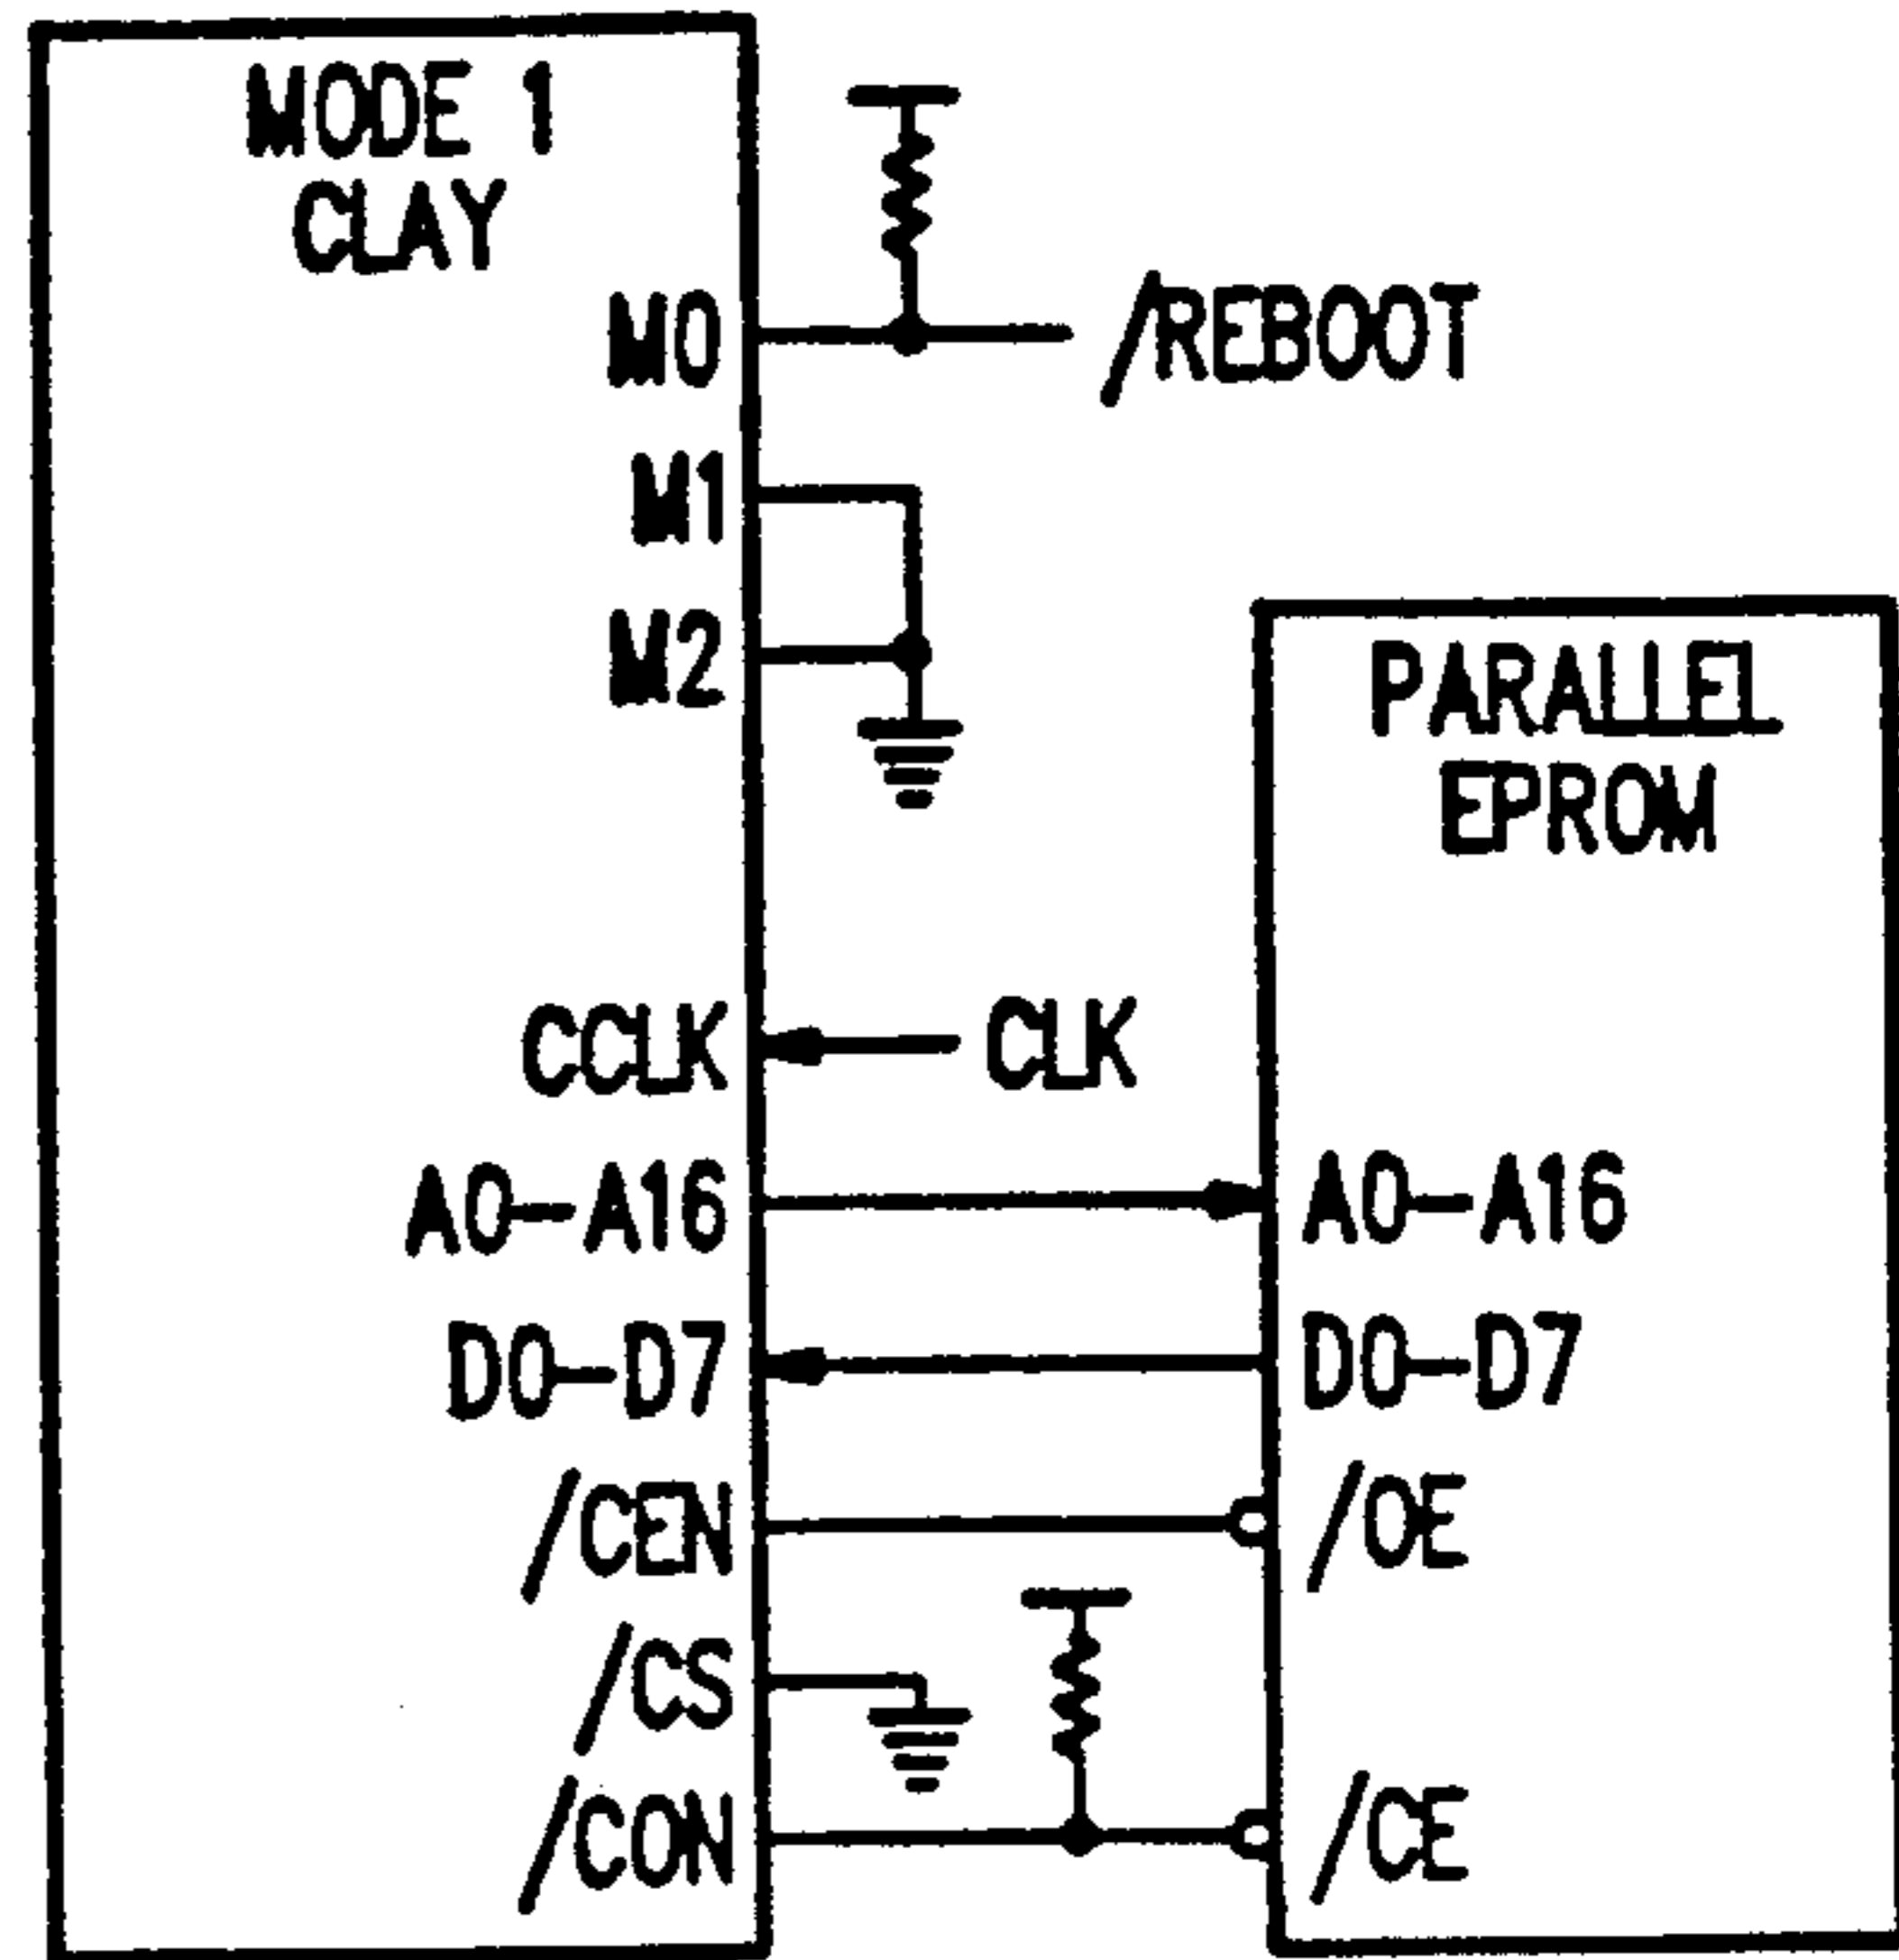 MODE 1
CLAY
M0
/REBOOT
M1
M2
PARALLEL
EPROM
CCLK
CLK
A0-A16
A0-A16
D0-D7
D0-D7
/CEN
/OE
/CS
/CON
/CE